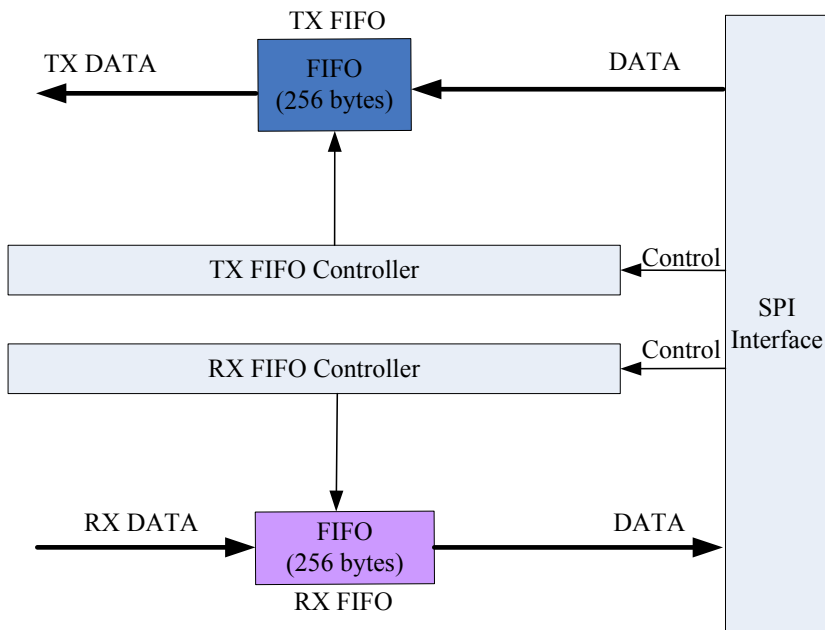 TX FIFO
TX DATA
FIFO
(256 bytes)
DATA
TX FIFO Controller
Control
SPI
Interface
RX FIFO Controller
Control
RX DATA
FIFO
(256 bytes)
DATA
RX FIFO